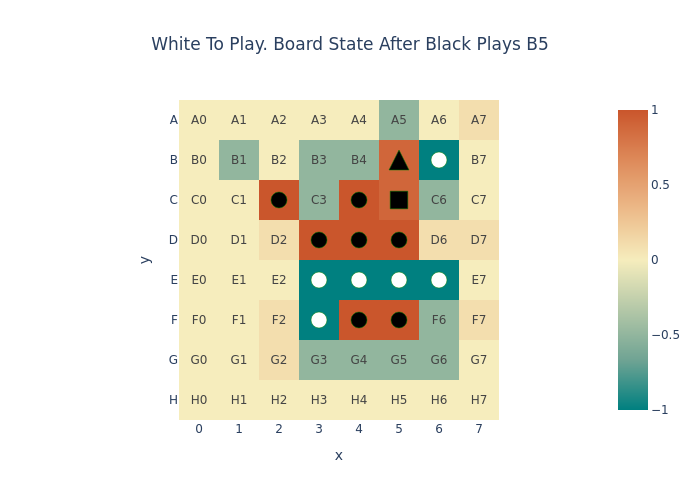 White To Play. Board State After Black Plays B5
A A0 A1 A2 A3 A4 A5 A6 A7 1
B B0 B1 B2 B3 B4 B7
C C0 C1 C3 C6 C7 0.5
D D0 D1 D2 D6 D7
y E E0 E1 E2 E7 0
F F0 F1 F2 F6 F7 −0.5
G G0 G1 G2 G3 G4 G5 G6 G7
H H0 H1 H2 H3 H4 H5 H6 H7 −1
0 1 2 3 4 5 6 7
x